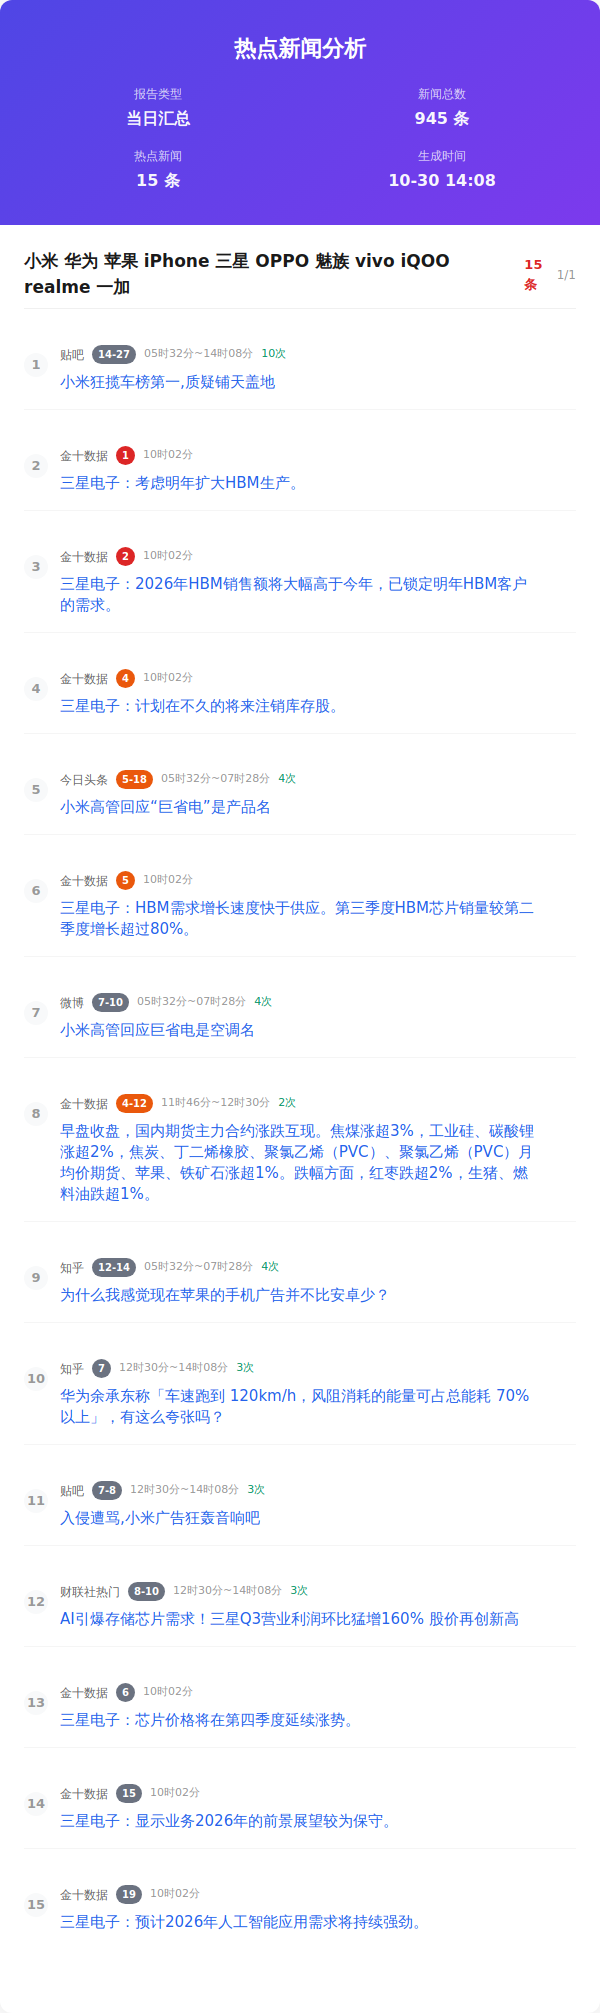 热点新闻分析
报告类型
当日汇总
新闻总数
945 条
热点新闻
15 条
生成时间
10-30 14:08
小米 华为 苹果 iPhone 三星 OPPO 魅族 vivo iQOO
realme 一加
15
条
1/1
1
贴吧 14-27 05时32分~14时08分 10次
小米狂揽车榜第一,质疑铺天盖地
2
金十数据 1 10时02分
三星电子：考虑明年扩大HBM生产。
3
金十数据 2 10时02分
三星电子：2026年HBM销售额将大幅高于今年，已锁定明年HBM客户
的需求。
4
金十数据 4 10时02分
三星电子：计划在不久的将来注销库存股。
5
今日头条 5-18 05时32分~07时28分 4次
小米高管回应“巨省电”是产品名
6
金十数据 5 10时02分
三星电子：HBM需求增长速度快于供应。第三季度HBM芯片销量较第二
季度增长超过80%。
7
微博 7-10 05时32分~07时28分 4次
小米高管回应巨省电是空调名
8
金十数据 4-12 11时46分~12时30分 2次
早盘收盘，国内期货主力合约涨跌互现。焦煤涨超3%，工业硅、碳酸锂
涨超2%，焦炭、丁二烯橡胶、聚氯乙烯（PVC）、聚氯乙烯（PVC）月
均价期货、苹果、铁矿石涨超1%。跌幅方面，红枣跌超2%，生猪、燃
料油跌超1%。
9
知乎 12-14 05时32分~07时28分 4次
为什么我感觉现在苹果的手机广告并不比安卓少？
10
知乎 7 12时30分~14时08分 3次
华为余承东称「车速跑到 120km/h，风阻消耗的能量可占总能耗 70%
以上」，有这么夸张吗？
11
贴吧 7-8 12时30分~14时08分 3次
入侵遭骂,小米广告狂轰音响吧
12
财联社热门 8-10 12时30分~14时08分 3次
AI引爆存储芯片需求！三星Q3营业利润环比猛增160% 股价再创新高
13
金十数据 6 10时02分
三星电子：芯片价格将在第四季度延续涨势。
14
金十数据 15 10时02分
三星电子：显示业务2026年的前景展望较为保守。
15
金十数据 19 10时02分
三星电子：预计2026年人工智能应用需求将持续强劲。